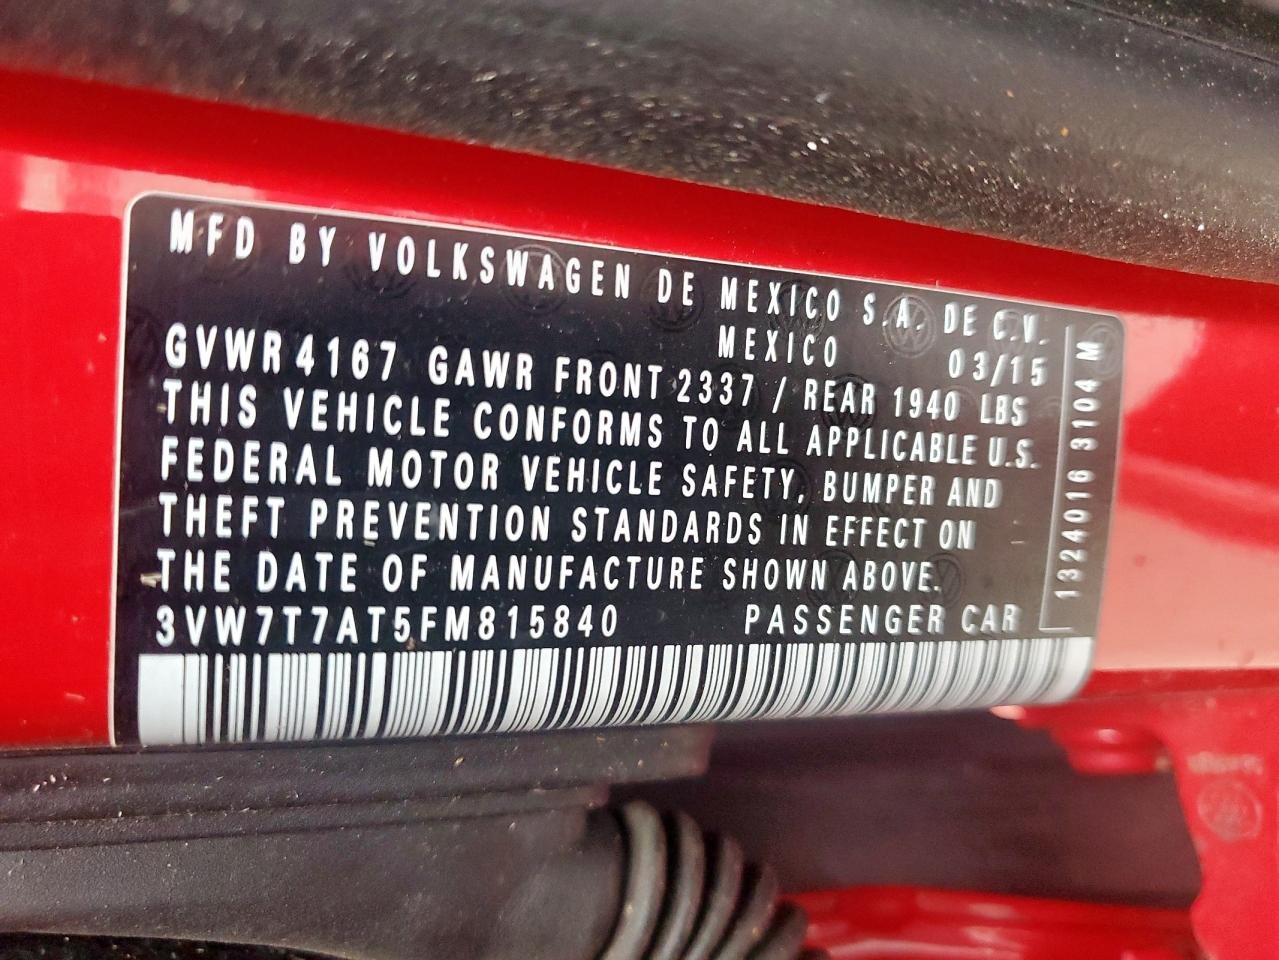 MFD BY VOLKSWAGEN DE MEXICO S.A. DE C.V.
MEXICO 03/15
GVWR 4167 GAWR FRONT 2337 / REAR 1940 LBS
THIS VEHICLE CONFORMS TO ALL APPLICABLE U.S.
FEDERAL MOTOR VEHICLE SAFETY, BUMPER AND
THEFT PREVENTION STANDARDS IN EFFECT ON
THE DATE OF MANUFACTURE SHOWN ABOVE.
3VW7T7AT5FM815840 PASSENGER CAR
1324016 3104 M